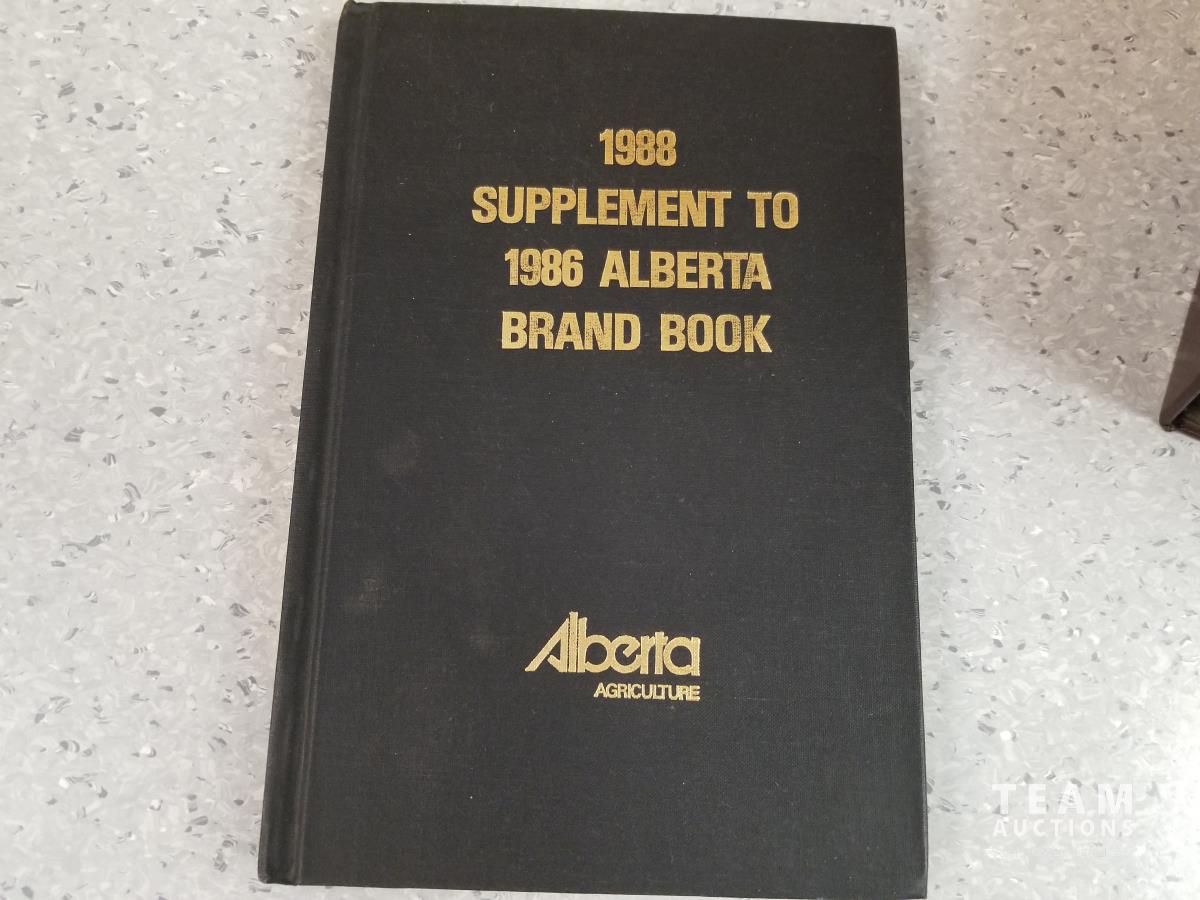 1988
SUPPLEMENT TO
1986 ALBERTA
BRAND BOOK
Alberta
AGRICULTURE
TEAM
AUCTIONS